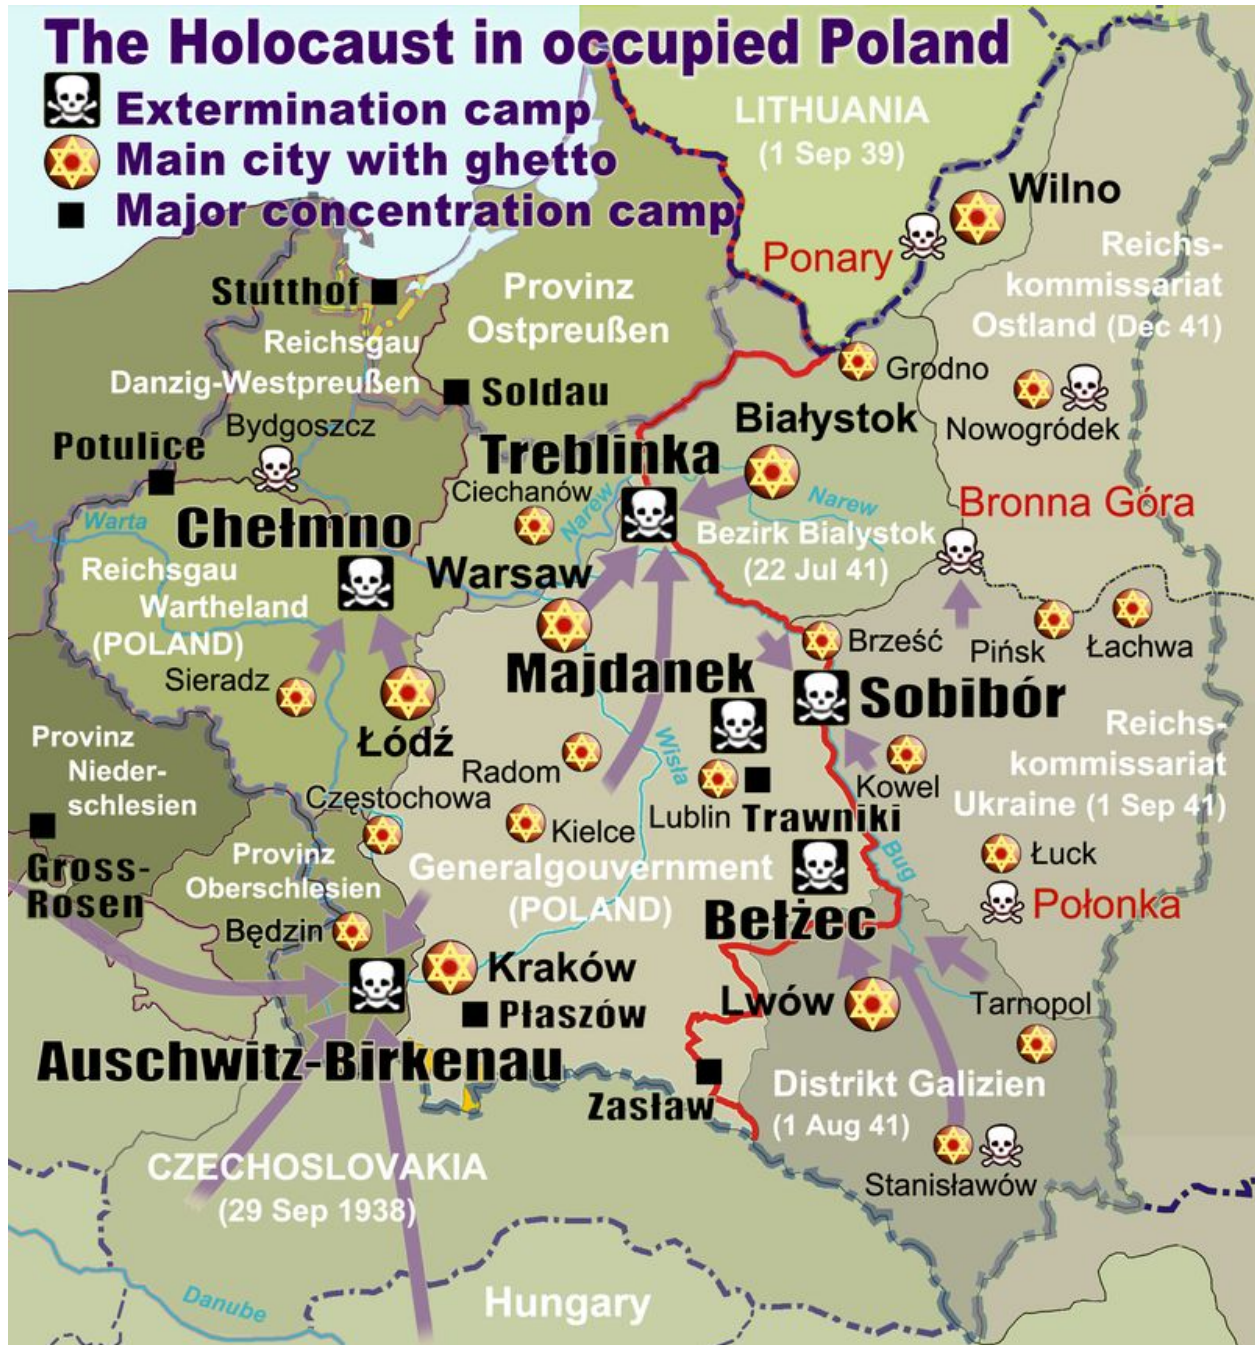 The Holocaust in occupied Poland
Extermination camp
Main city with ghetto
Major concentration camp
LITHUANIA
(1 Sep 39)
Wilno
Ponary
Reichs-
kommissariat
Ostland (Dec 41)
Stutthof
Provinz
Ostpreußen
Reichsgau
Danzig-Westpreußen
Grodno
Soldau
Nowogródek
Bydgoszcz
Potulice
Białystok
Treblinka
Ciechanów
Narew
Narew
Bronna Góra
Warta
Chełmno
Bezirk Bialystok
(22 Jul 41)
Reichsgau
Wartheland
(POLAND)
Warsaw
Brześć
Pińsk
Łachwa
Sieradz
Majdanek
Sobibór
Łódź
Provinz
Nieder-
schlesien
Wisła
Radom
Reichs-
kommissariat
Ukraine (1 Sep 41)
Kowel
Częstochowa
Kielce
Lublin
Trawniki
Bug
Łuck
Gross-
Rosen
Provinz
Oberschlesien
Generalgouvernment
(POLAND)
Połonka
Będzin
Bełżec
Kraków
Lwów
Tarnopol
Płaszów
Auschwitz-Birkenau
Distrikt Galizien
(1 Aug 41)
Zasław
CZECHOSLOVAKIA
(29 Sep 1938)
Stanisławów
Danube
Hungary